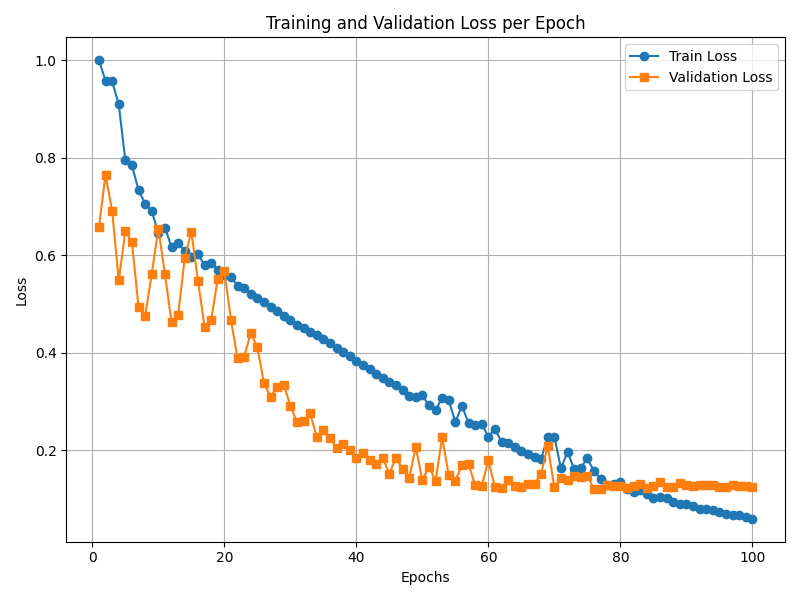 Training and Validation Loss per Epoch
Train Loss
Validation Loss
1.0
0.8
0.6
0.4
0.2
Loss
0 20 40 60 80 100
Epochs